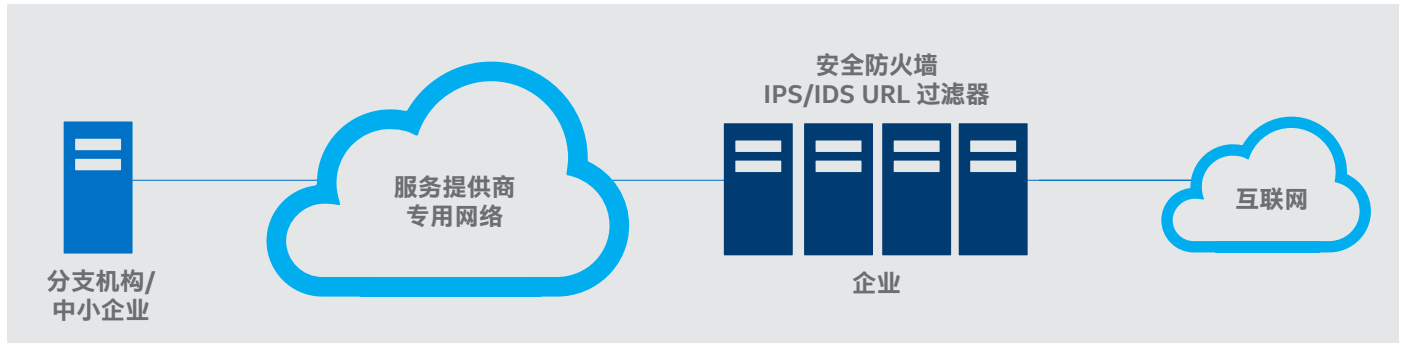 安全防火墙
IPS/IDS URL 过滤器
服务提供商
专用网络
互联网
分支机构/
中小企业
企业